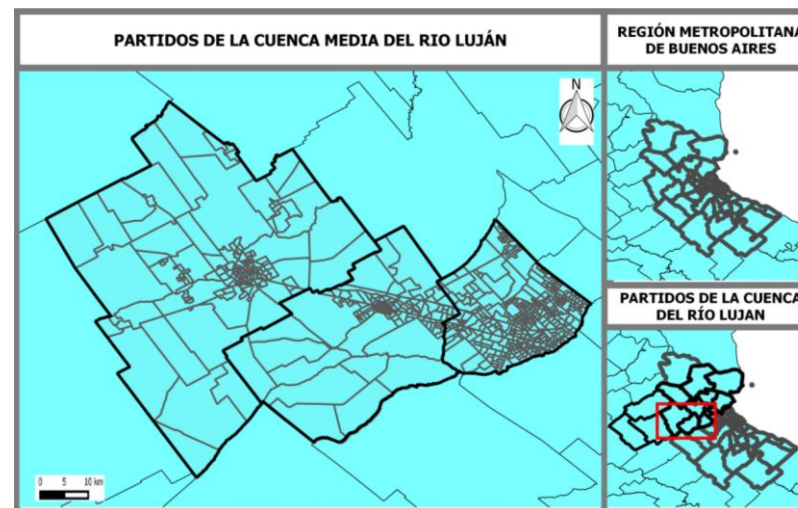 PARTIDOS DE LA CUENCA MEDIA DEL RIO LUJÁN
REGIÓN METROPOLITANA
DE BUENOS AIRES
N
PARTIDOS DE LA CUENCA
DEL RÍO LUJAN
0 5 10 km